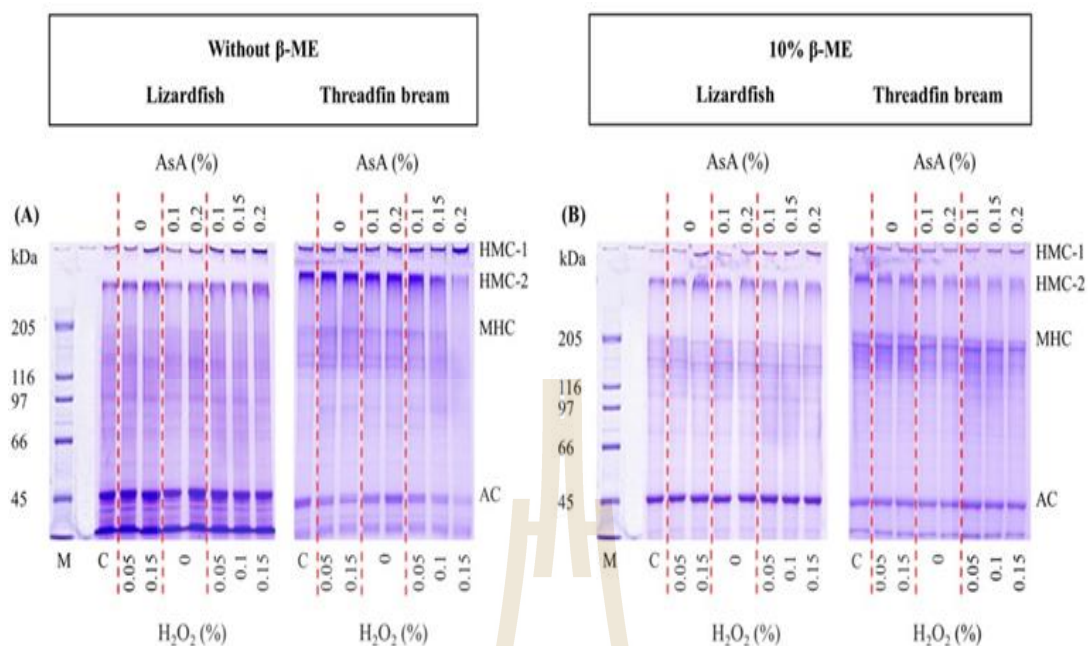 Without β-ME
Lizardfish Threadfin bream
AsA (%) AsA (%)
(A) 0 0.1 0.2 0.1 0.15 0.2 0 0.1 0.2 0.1 0.15 0.2
kDa
HMC-1
HMC-2
205 MHC
116
97
66
45 AC
M C 0.05 0.15 0 0.05 0.1 0.15 C 0.05 0.15 0 0.05 0.1 0.15
H₂O₂ (%) H₂O₂ (%)
10% β-ME
Lizardfish Threadfin bream
AsA (%) AsA (%)
(B) 0 0.1 0.2 0.1 0.15 0.2 0 0.1 0.2 0.1 0.15 0.2
kDa
HMC-1
HMC-2
205 MHC
116
97
66
45 AC
M C 0.05 0.15 0 0.05 0.1 0.15 C 0.05 0.15 0 0.05 0.1 0.15
H₂O₂ (%) H₂O₂ (%)